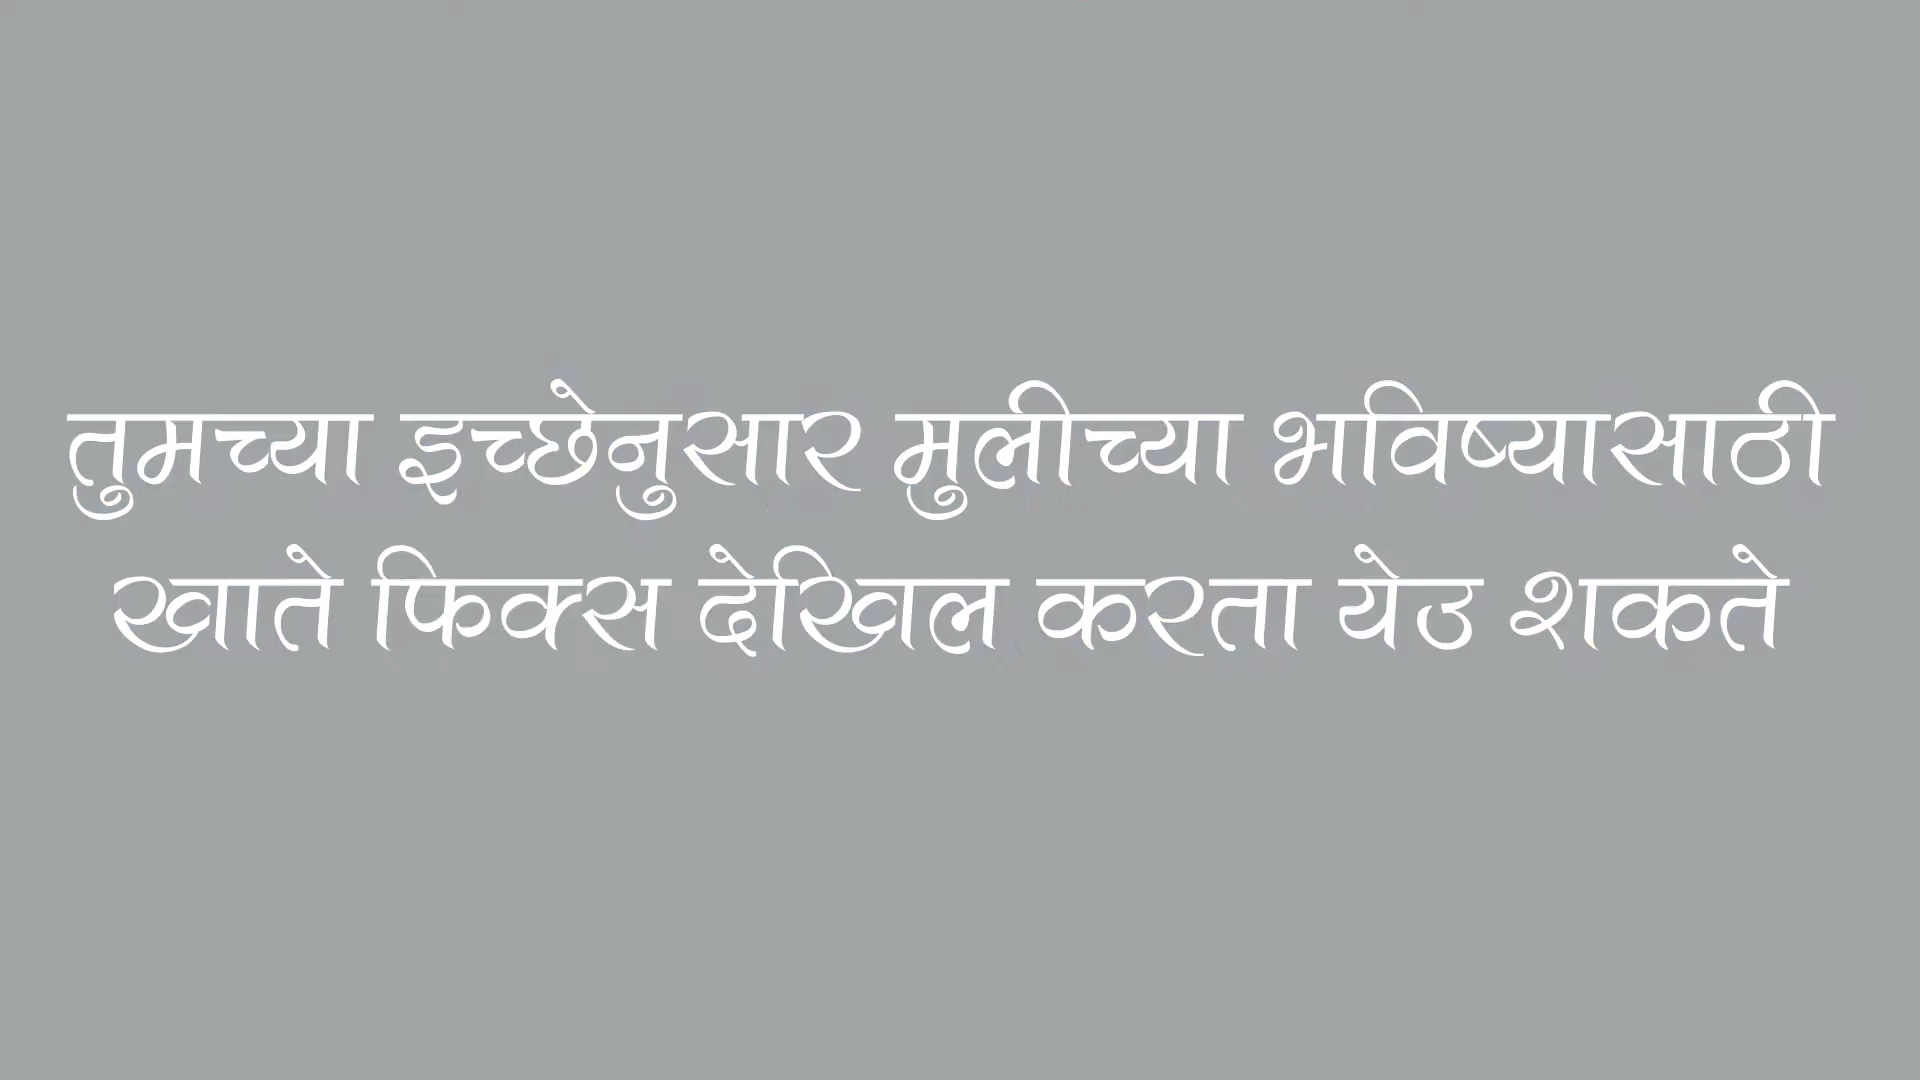 तुमच्या इच्छेनुसार मुलीच्या भविष्यासाठी
खाते फिक्स देखिल करता येउ शकते